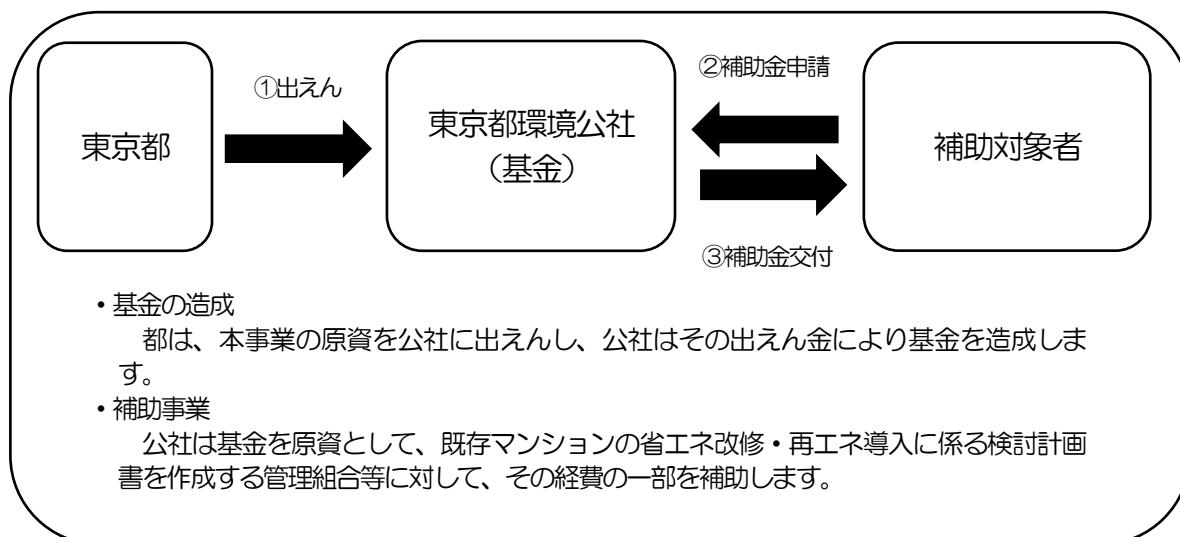 ①出えん
②補助金申請
東京都
東京都環境公社
（基金）
補助対象者
③補助金交付
・基金の造成
都は、本事業の原資を公社に出えんし、公社はその出えん金により基金を造成しま
す。
・補助事業
公社は基金を原資として、既存マンションの省エネ改修・再エネ導入に係る検討計画
書を作成する管理組合等に対して、その経費の一部を補助します。